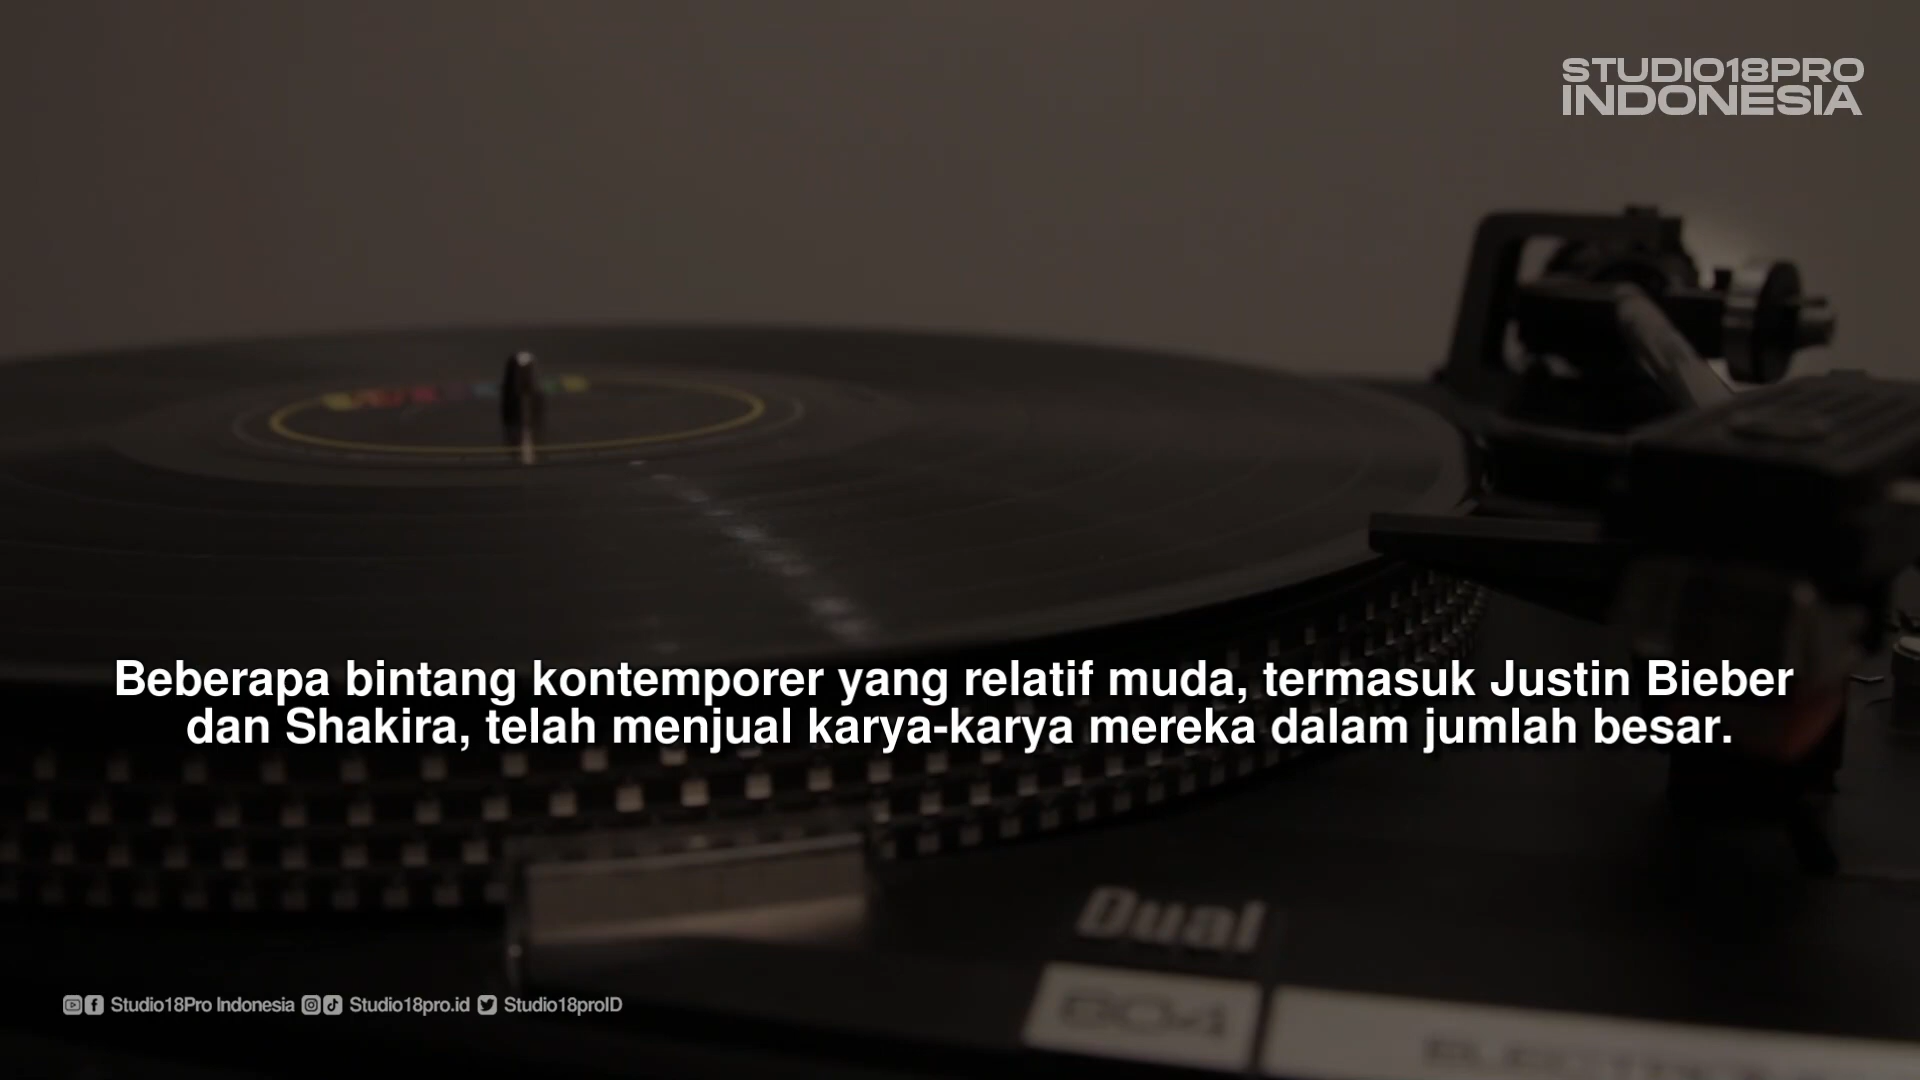 STUDIO18PRO
INDONESIA
Beberapa bintang kontemporer yang relatif muda, termasuk Justin Bieber
dan Shakira, telah menjual karya-karya mereka dalam jumlah besar.
Dual
604
Studio18Pro Indonesia Studio18pro.id Studio18proID